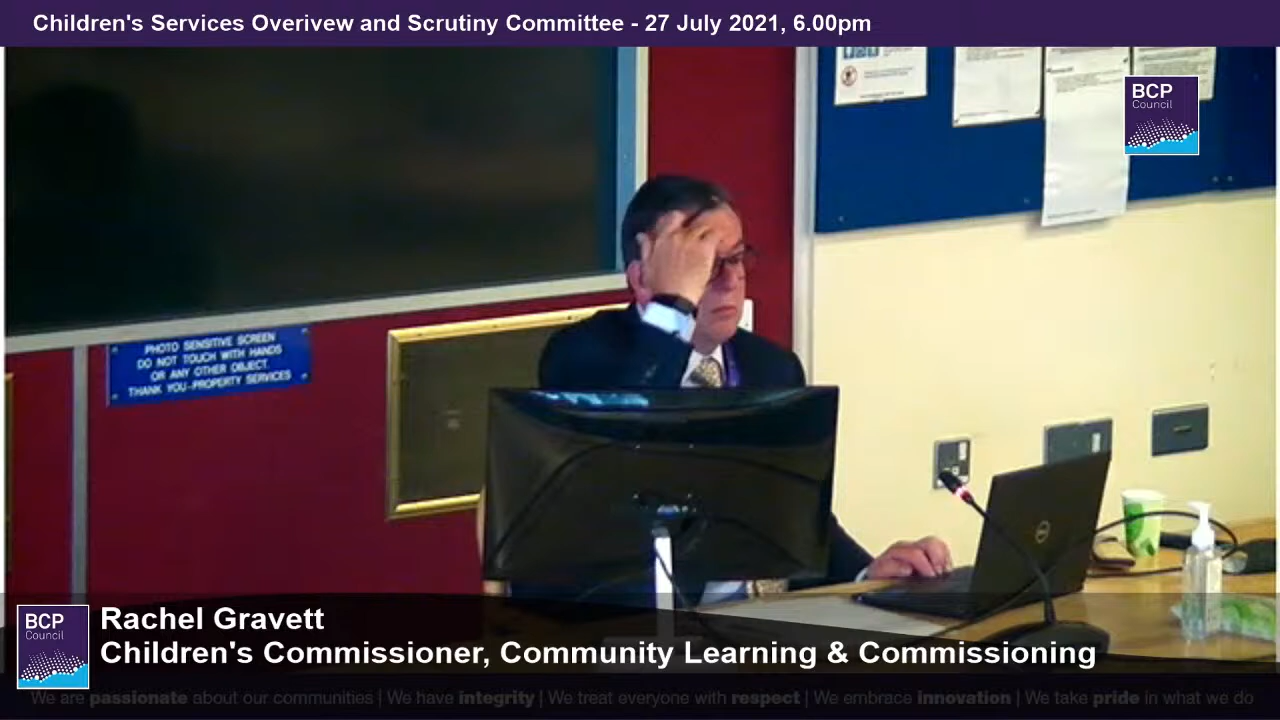 Children's Services Overivew and Scrutiny Committee - 27 July 2021, 6.00pm
BCP
Council
PHOTO SENSITIVE SCREEN
DO NOT TOUCH WITH HANDS
OR ANY OTHER OBJECT.
THANK YOU-PROPERTY SERVICES
BCP
Council
Rachel Gravett
Children's Commissioner, Community Learning & Commissioning
We are passionate about our communities | We have integrity | We treat everyone with respect | We embrace innovation | We take pride in what we do